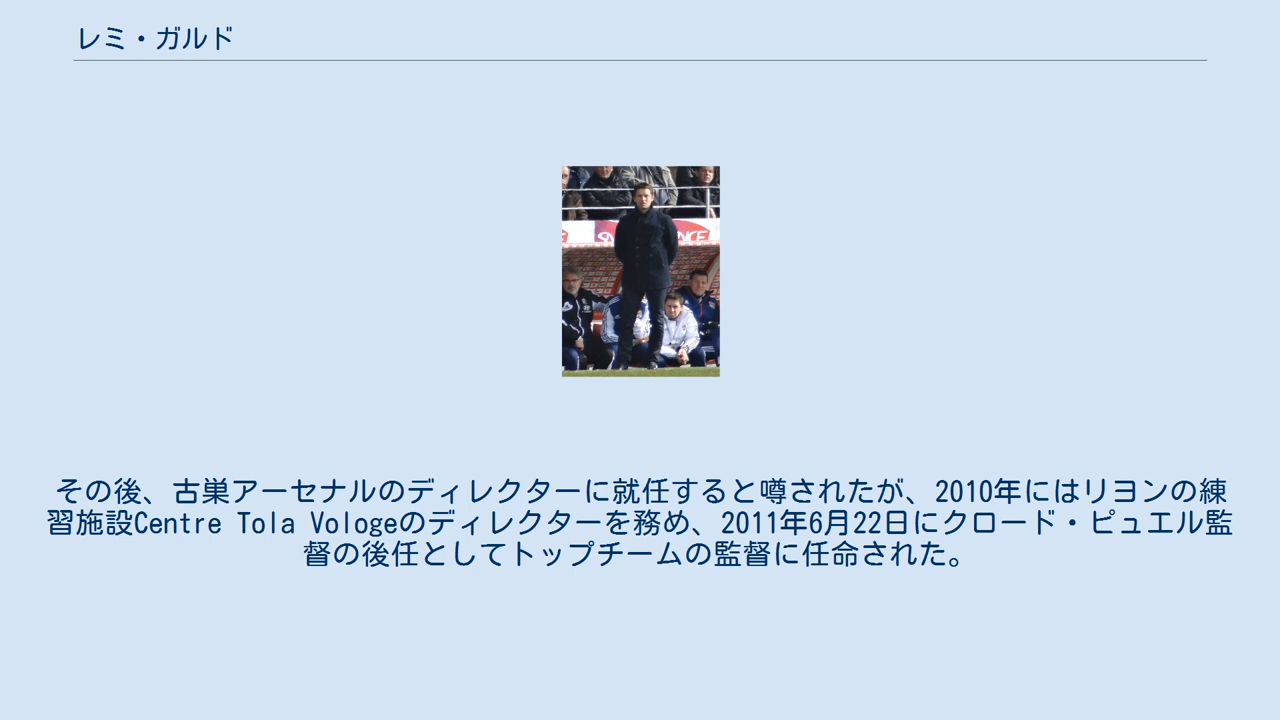 レミ・ガルド
その後、古巣アーセナルのディレクターに就任すると噂されたが、2010年にはリヨンの練
習施設Centre Tola Vologeのディレクターを務め、2011年6月22日にクロード・ピュエル監
督の後任としてトップチームの監督に任命された。